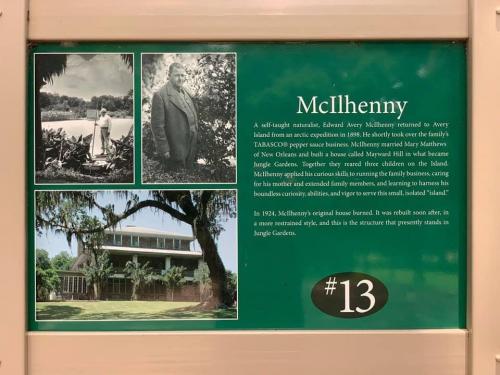 McIlhenny
A self-taught naturalist, Edward Avery McIlhenny returned to Avery
Island from an arctic expedition in 1898. He shortly took over the family's
TABASCO® pepper sauce business. McIlhenny married Mary Matthews
of New Orleans and built a house called Mayward Hill in what became
Jungle Gardens. Together they reared three children on the Island.
McIlhenny applied his curious skills to running the family business, caring
for his mother and extended family members, and learning to harness his
boundless curiosity, abilities, and vigor to serve this small, isolated "island."
In 1924, McIlhenny's original house burned. It was rebuilt soon after, in
a more restrained style, and this is the structure that presently stands in
Jungle Gardens.
#13